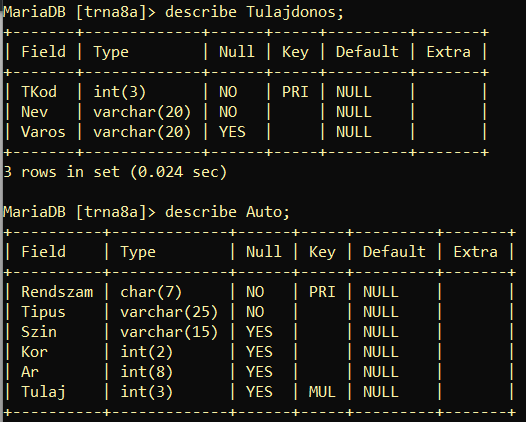 MariaDB [trna8a]> describe Tulajdonos;
+-------+-------------+------+-----+---------+-------+
| Field | Type        | Null | Key | Default | Extra |
+-------+-------------+------+-----+---------+-------+
| TKod  | int(3)      | NO   | PRI | NULL    |       |
| Nev   | varchar(20) | NO   |     | NULL    |       |
| Varos | varchar(20) | YES  |     | NULL    |       |
+-------+-------------+------+-----+---------+-------+
3 rows in set (0.024 sec)

MariaDB [trna8a]> describe Auto;
+----------+-------------+------+-----+---------+-------+
| Field    | Type        | Null | Key | Default | Extra |
+----------+-------------+------+-----+---------+-------+
| Rendszam | char(7)     | NO   | PRI | NULL    |       |
| Tipus    | varchar(25) | NO   |     | NULL    |       |
| Szin     | varchar(15) | YES  |     | NULL    |       |
| Kor      | int(2)      | YES  |     | NULL    |       |
| Ar       | int(8)      | YES  |     | NULL    |       |
| Tulaj    | int(3)      | YES  | MUL | NULL    |       |
+----------+-------------+------+-----+---------+-------+